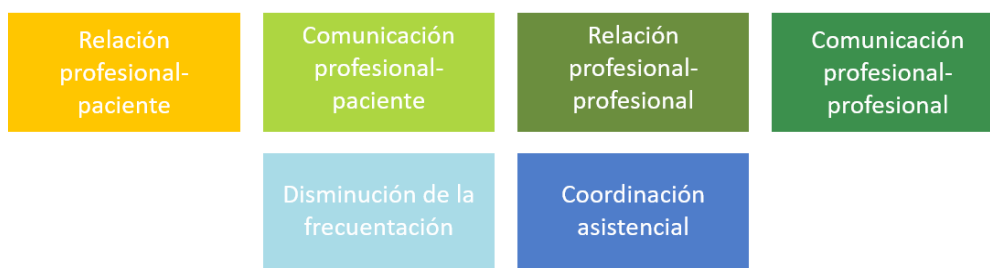 Relación
profesional-
paciente
Comunicación
profesional-
paciente
Relación
profesional-
profesional
Comunicación
profesional-
profesional
Disminución de la
frecuentación
Coordinación
asistencial